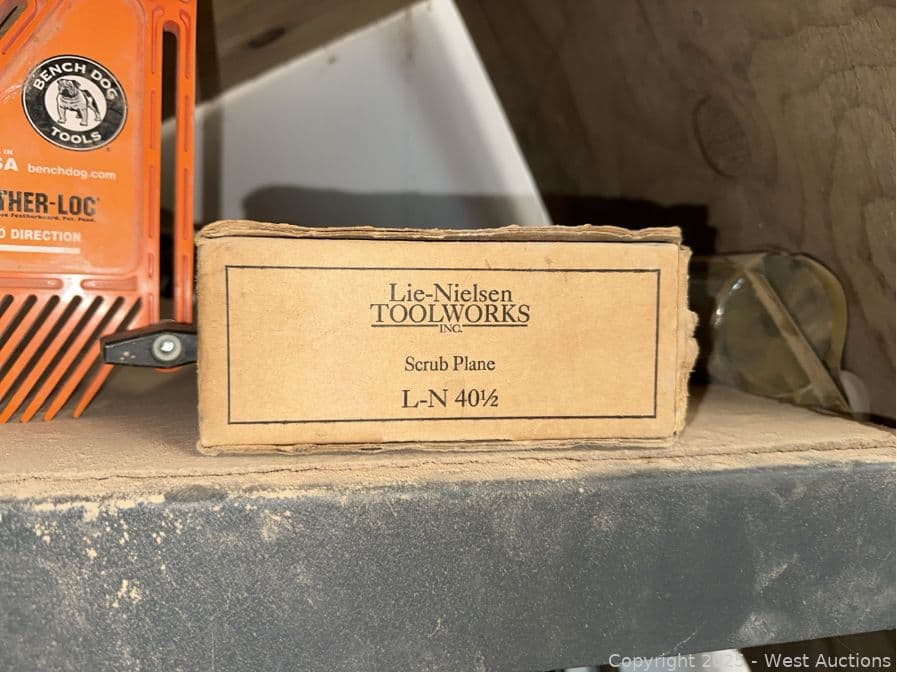 BENCH DOG
TOOLS
IN
SA benchdog.com
THER-LOC
O DIRECTION
Lie-Nielsen
TOOLWORKS
INC.
Scrub Plane
L-N 40½
Copyright - West Auctions